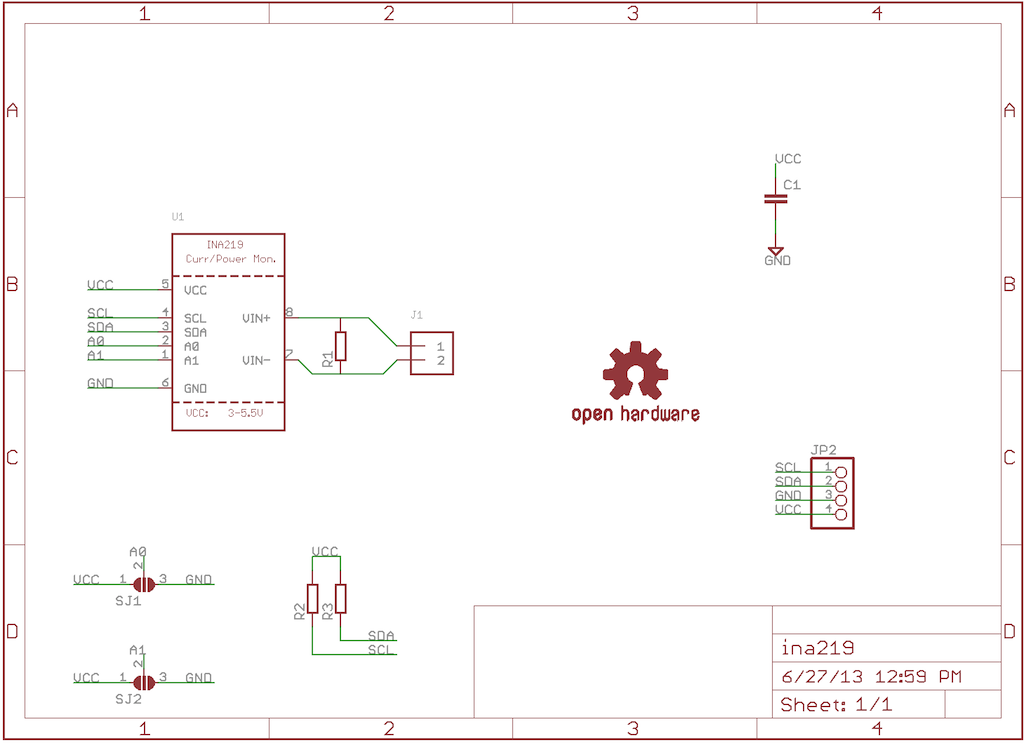 1 2 3 4
A A
VCC
C1
GND
U1
INA219
Curr/Power Mon.
B B
VCC 5 VCC
SCL 4 SCL VIN+ 8
SDA 3 SDA
A0 2 A0
A1 1 A1 VIN- 7
GND 6 GND
VCC: 3-5.5V
R1
J1
1
2
open hardware
C C
JP2
SCL 1
SDA 2
GND 3
VCC 4
A0
2
VCC 1 3 GND
SJ1
A1
2
VCC 1 3 GND
SJ2
VCC
R2 R3
SDA
SCL
D D
ina219
6/27/13 12:59 PM
Sheet: 1/1
1 2 3 4